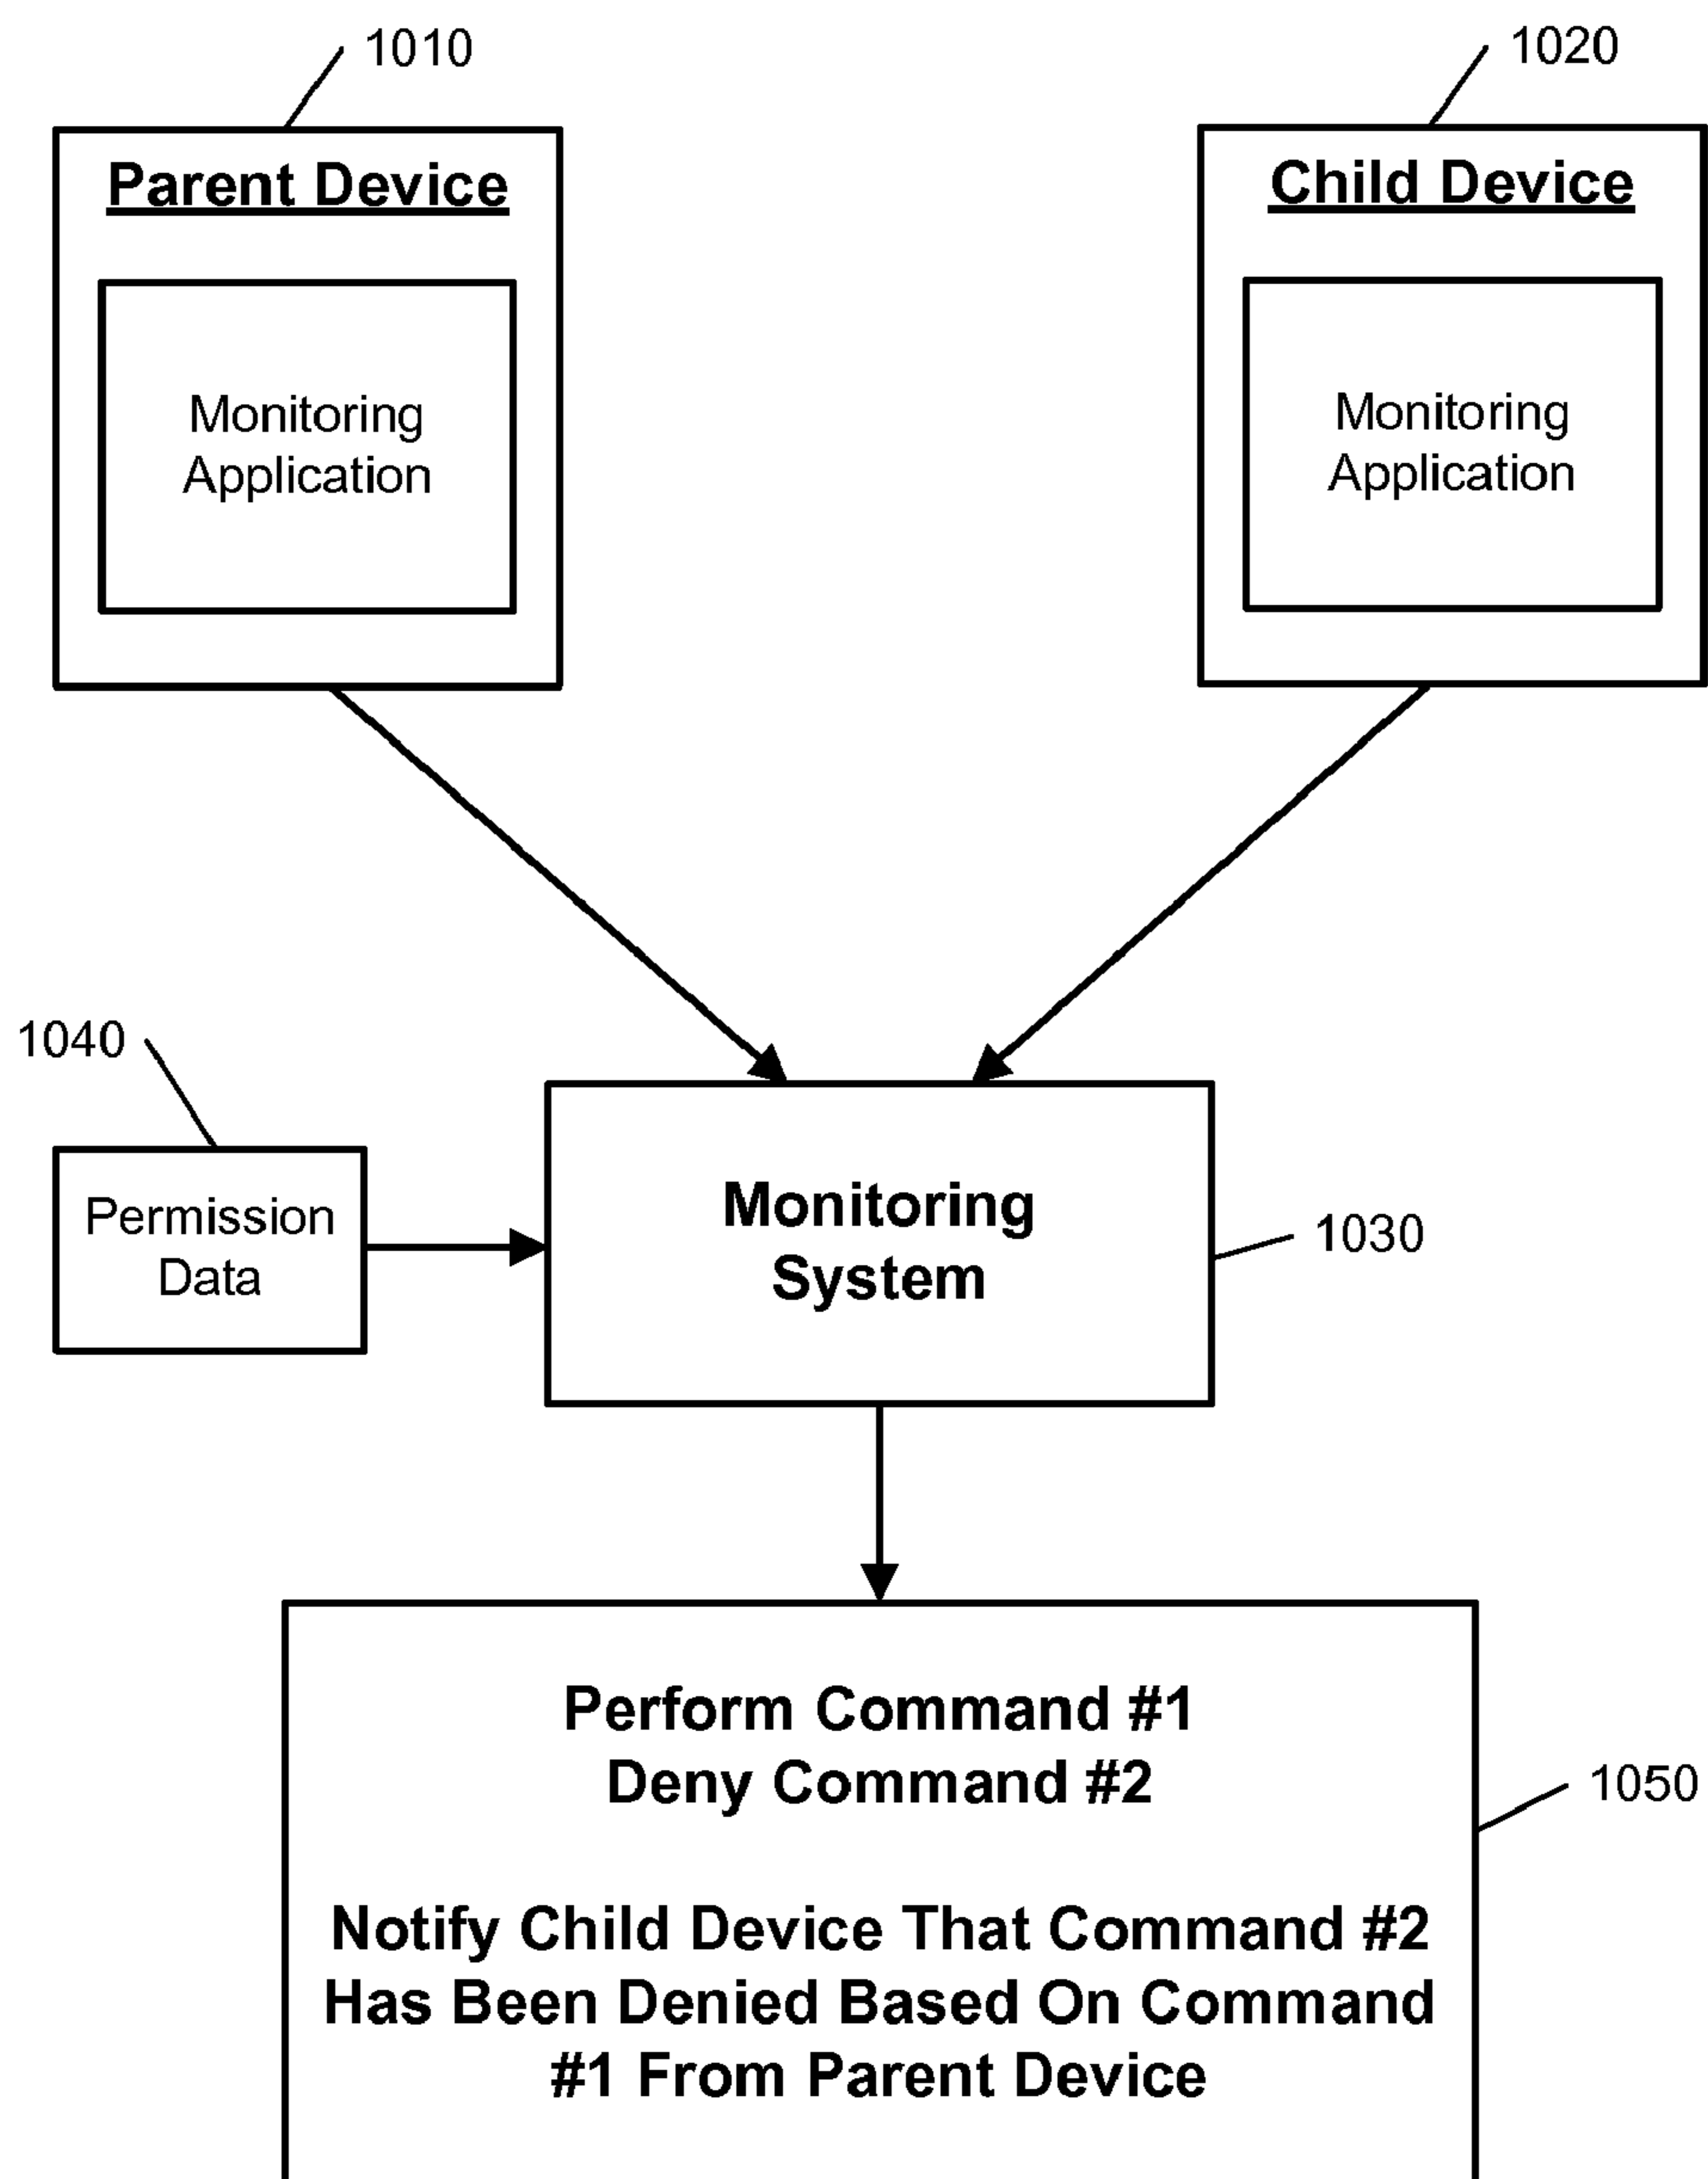 1010
1020
Parent Device
Child Device
Monitoring
Application
Monitoring
Application
1040
Permission
Data
Monitoring
System
1030
Perform Command #1
Deny Command #2
1050
Notify Child Device That Command #2
Has Been Denied Based On Command
#1 From Parent Device